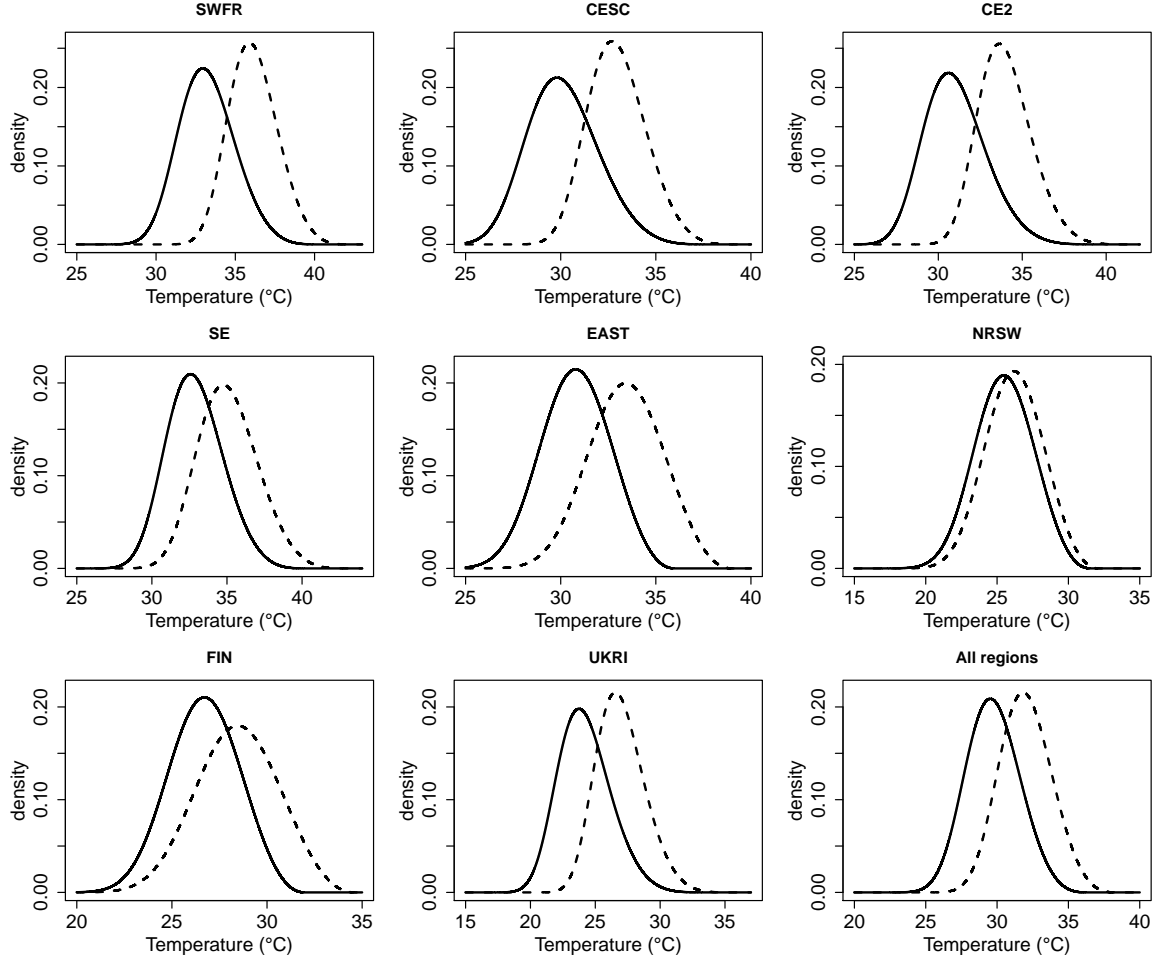 SWFR
density
0.00 0.10 0.20
25 30 35 40
Temperature (°C)
CESC
density
0.00 0.10 0.20
25 30 35 40
Temperature (°C)
CE2
density
0.00 0.10 0.20
25 30 35 40
Temperature (°C)
SE
density
0.00 0.10 0.20
25 30 35 40
Temperature (°C)
EAST
density
0.00 0.10 0.20
25 30 35 40
Temperature (°C)
NRSW
density
0.00 0.10 0.20
15 20 25 30 35
Temperature (°C)
FIN
density
0.00 0.10 0.20
20 25 30 35
Temperature (°C)
UKRI
density
0.00 0.10 0.20
15 20 25 30 35
Temperature (°C)
All regions
density
0.00 0.10 0.20
20 25 30 35 40
Temperature (°C)